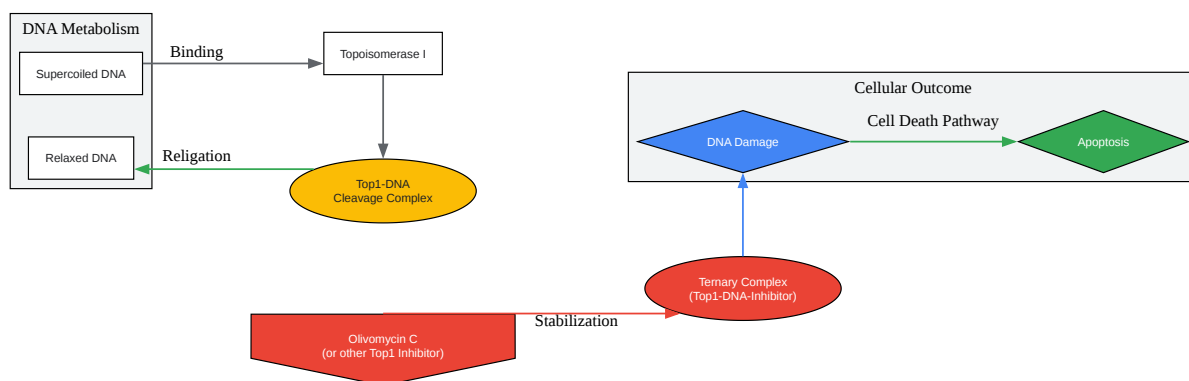 DNA Metabolism
Supercoiled DNA
Binding
Topoisomerase I
Relaxed DNA
Religation
Top1-DNA
Cleavage Complex
Cellular Outcome
DNA Damage
Cell Death Pathway
Apoptosis
Ternary Complex
(Top1-DNA-Inhibitor)
Stabilization
Olivomycin C
(or other Top1 Inhibitor)